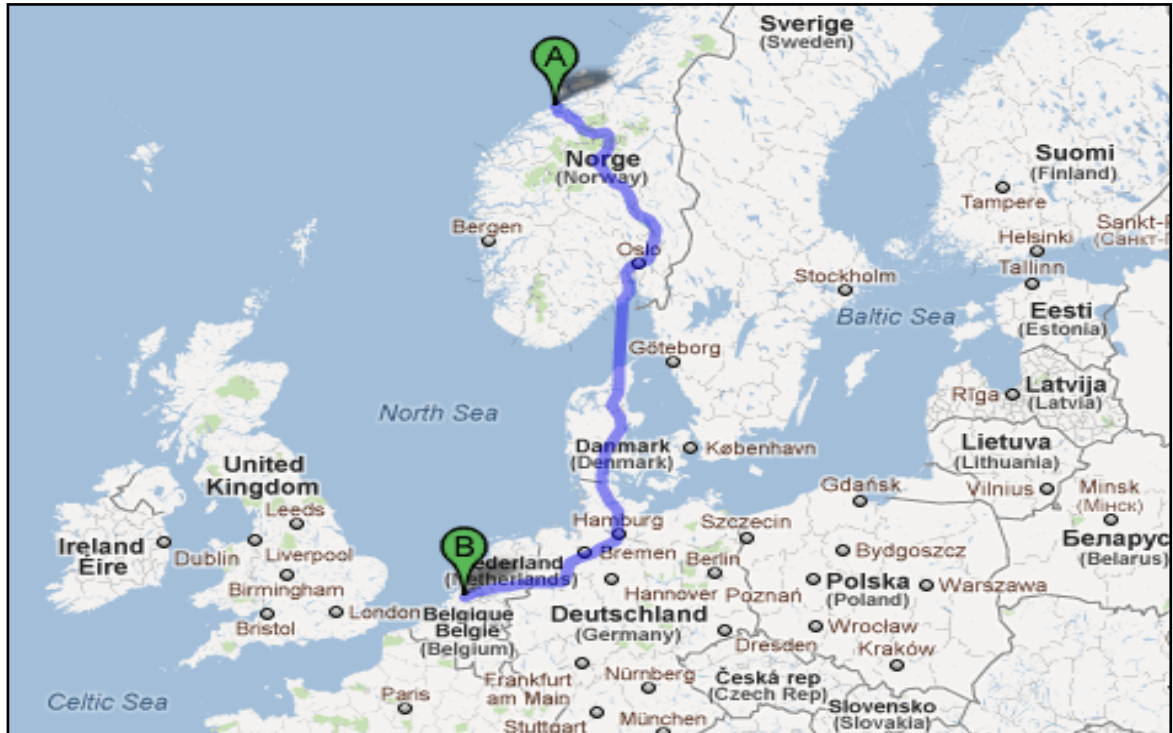 Sverige
(Sweden)
A
Norge
(Norway)
Suomi
(Finland)
Tampere
Bergen
Sankt-
Helsinki
Oslo
Tallinn
Stockholm
Baltic Sea
Eesti
(Estonia)
Göteborg
Latvija
Rīga
(Latvia)
North Sea
Danmark
(Denmark)
København
Lietuva
(Lithuania)
United
Kingdom
Vilnius
Minsk
(Мінск)
Gdańsk
Leeds
Hamburg
Szczecin
Ireland
Éire
Dublin
Liverpool
B
Bremen
Беларус
(Belarus)
(Netherlands)
Berlin
Bydgoszcz
Birmingham
Hannover
Poznań
Polska
(Poland)
Warszawa
London
Bristol
Belgique
België
(Belgium)
Deutschland
(Germany)
Wrocław
Dresden
Kraków
Celtic Sea
Paris
Frankfurt
am Main
Nürnberg
Česká rep
(Czech Rep)
Stuttgart
München
Slovensko
(Slovakia)